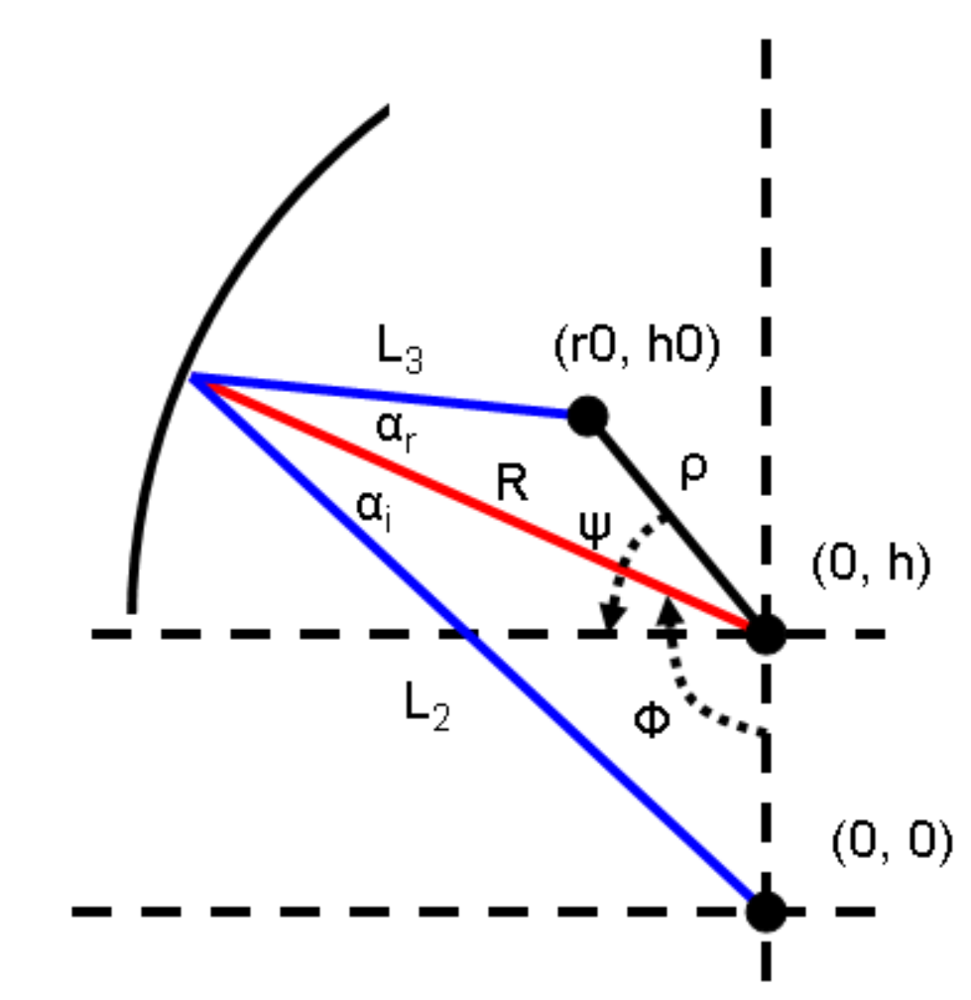 L₃
(r0, h0)
αᵣ
ρ
R
αᵢ
ψ
(0, h)
L₂
Φ
(0, 0)